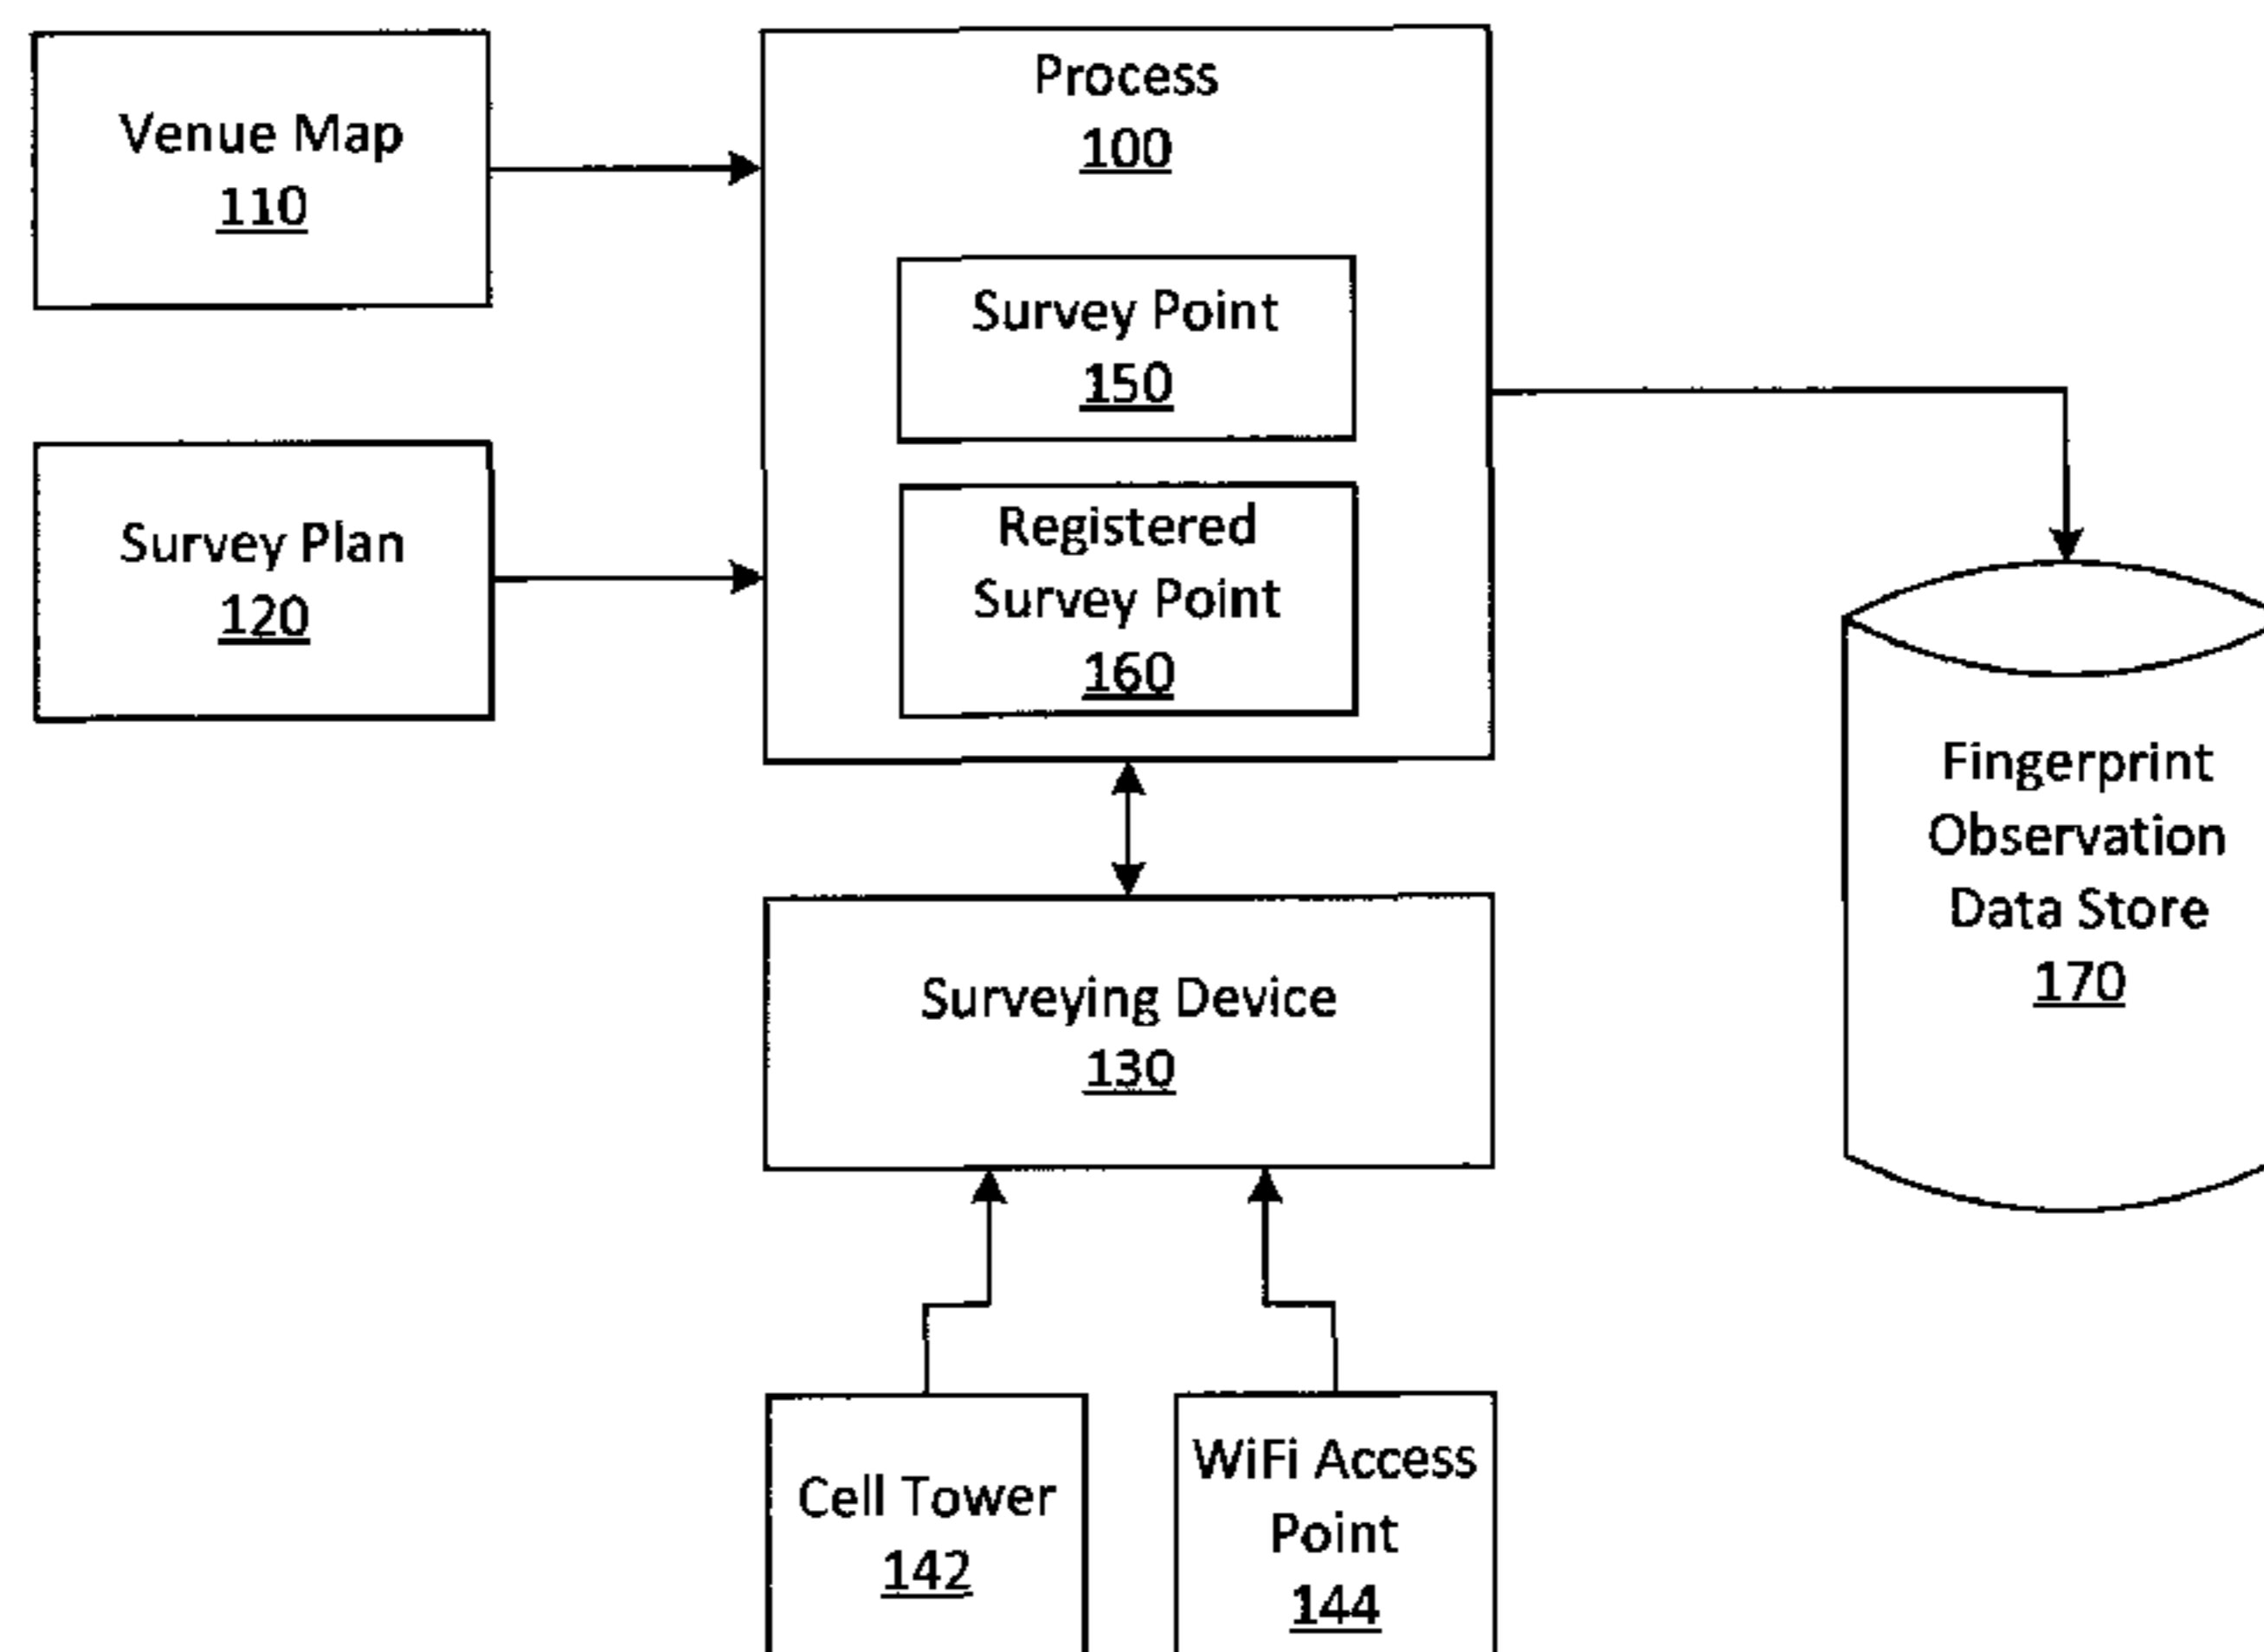 Venue Map
110
Process
100
Survey Point
150
Survey Plan
120
Registered
Survey Point
160
Fingerprint
Observation
Data Store
170
Surveying Device
130
Cell Tower
142
WiFi Access
Point
144